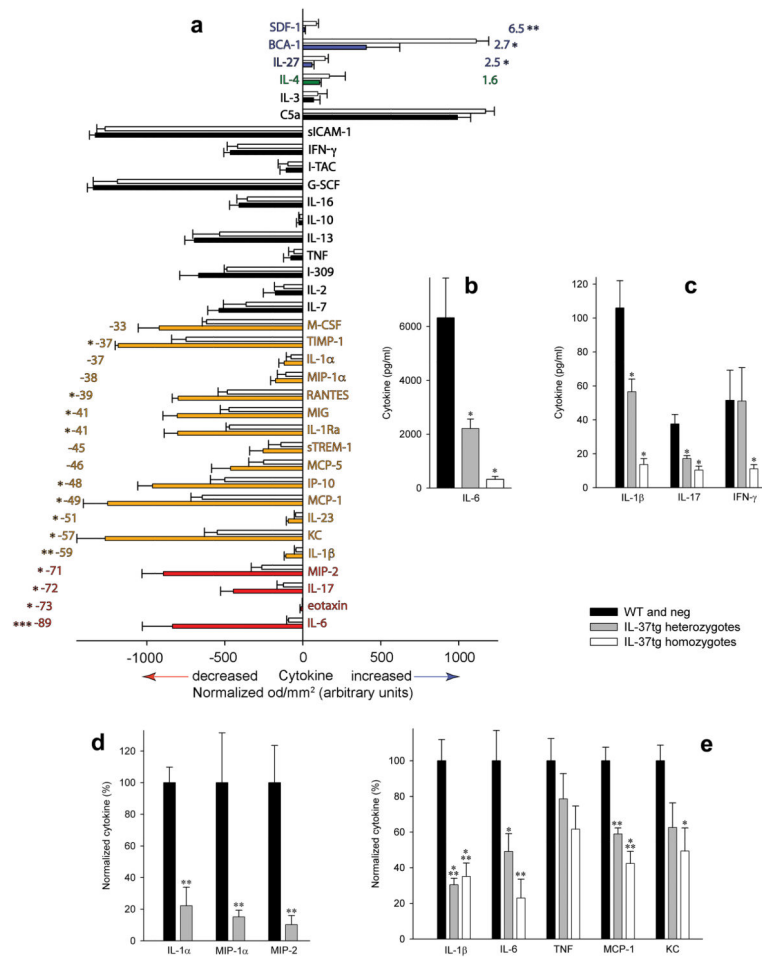 a
SDF-1 6.5 **
BCA-1 2.7 *
IL-27 2.5 *
IL-4 1.6
IL-3
C5a
sICAM-1
IFN-γ
I-TAC
G-SCF
IL-16
IL-10
IL-13
TNF
I-309
IL-2
IL-7
-33 M-CSF
* -37 TIMP-1
-37 IL-1α
-38 MIP-1α
* -39 RANTES
* -41 MIG
* -41 IL-1Ra
-45 sTREM-1
-46 MCP-5
* -48 IP-10
* -49 MCP-1
* -51 IL-23
* -57 KC
** -59 IL-1β
* -71 MIP-2
* -72 IL-17
* -73 eotaxin
*** -89 IL-6
-1000 -500 0 500 1000
decreased Cytokine increased
Normalized od/mm² (arbitrary units)
b
Cytokine (pg/ml)
6000
4000
2000
0
*
*
IL-6
c
Cytokine (pg/ml)
120
100
80
60
40
20
0
* * * * *
IL-1β IL-17 IFN-γ
WT and neg
IL-37tg heterozygotes
IL-37tg homozygotes
d
Normalized cytokine (%)
120
100
80
60
40
20
0
** ** **
IL-1α MIP-1α MIP-2
e
Normalized cytokine (%)
100
80
60
40
20
0
*
**
*
**
*
**
**
*
**
*
IL-1β IL-6 TNF MCP-1 KC